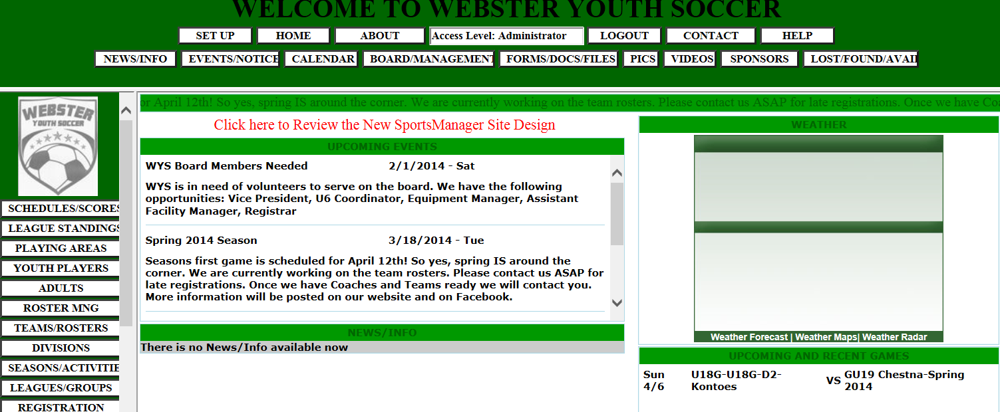 WELCOME TO WEBSTER YOUTH SOCCER
SET UP HOME ABOUT Access Level: Administrator LOGOUT CONTACT HELP
NEWS/INFO EVENTS/NOTICE CALENDAR BOARD/MANAGEMENT FORMS/DOCS/FILES PICS VIDEOS SPONSORS LOST/FOUND/AVAI
WEBSTER
YOUTH SOCCER
SCHEDULES/SCORES
LEAGUE STANDINGS
PLAYING AREAS
YOUTH PLAYERS
ADULTS
ROSTER MNG
TEAMS/ROSTERS
DIVISIONS
SEASONS/ACTIVITIE
LEAGUES/GROUPS
REGISTRATION
or April 12th! So yes, spring IS around the corner. We are currently working on the team rosters. Please contact us ASAP for late registrations. Once we have Co
Click here to Review the New SportsManager Site Design
UPCOMING EVENTS
WYS Board Members Needed 2/1/2014 - Sat
WYS is in need of volunteers to serve on the board. We have the following
opportunities: Vice President, U6 Coordinator, Equipment Manager, Assistant
Facility Manager, Registrar
Spring 2014 Season 3/18/2014 - Tue
Seasons first game is scheduled for April 12th! So yes, spring IS around the
corner. We are currently working on the team rosters. Please contact us ASAP for
late registrations. Once we have Coaches and Teams ready we will contact you.
More information will be posted on our website and on Facebook.
NEWS/INFO
There is no News/Info available now
WEATHER
Weather Forecast | Weather Maps| Weather Radar
UPCOMING AND RECENT GAMES
Sun U18G-U18G-D2- VS GU19 Chestna-Spring
4/6 Kontoes 2014